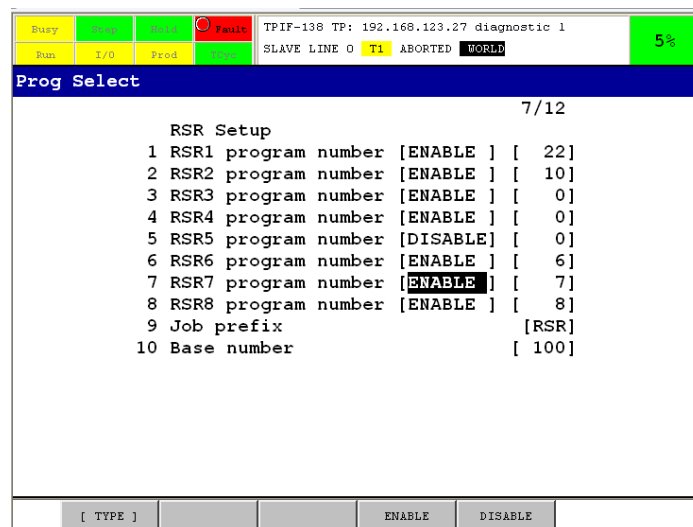 Busy Step Hold Fault TPIF-138 TP: 192.168.123.27 diagnostic l
Run I/O Prod TCyc SLAVE LINE 0 T1 ABORTED WORLD 5%
Prog Select
7/12
RSR Setup
1 RSR1 program number [ENABLE ] [ 22]
2 RSR2 program number [ENABLE ] [ 10]
3 RSR3 program number [ENABLE ] [ 0]
4 RSR4 program number [ENABLE ] [ 0]
5 RSR5 program number [DISABLE] [ 0]
6 RSR6 program number [ENABLE ] [ 6]
7 RSR7 program number [ENABLE ] [ 7]
8 RSR8 program number [ENABLE ] [ 8]
9 Job prefix [RSR]
10 Base number [ 100]
[ TYPE ] ENABLE DISABLE